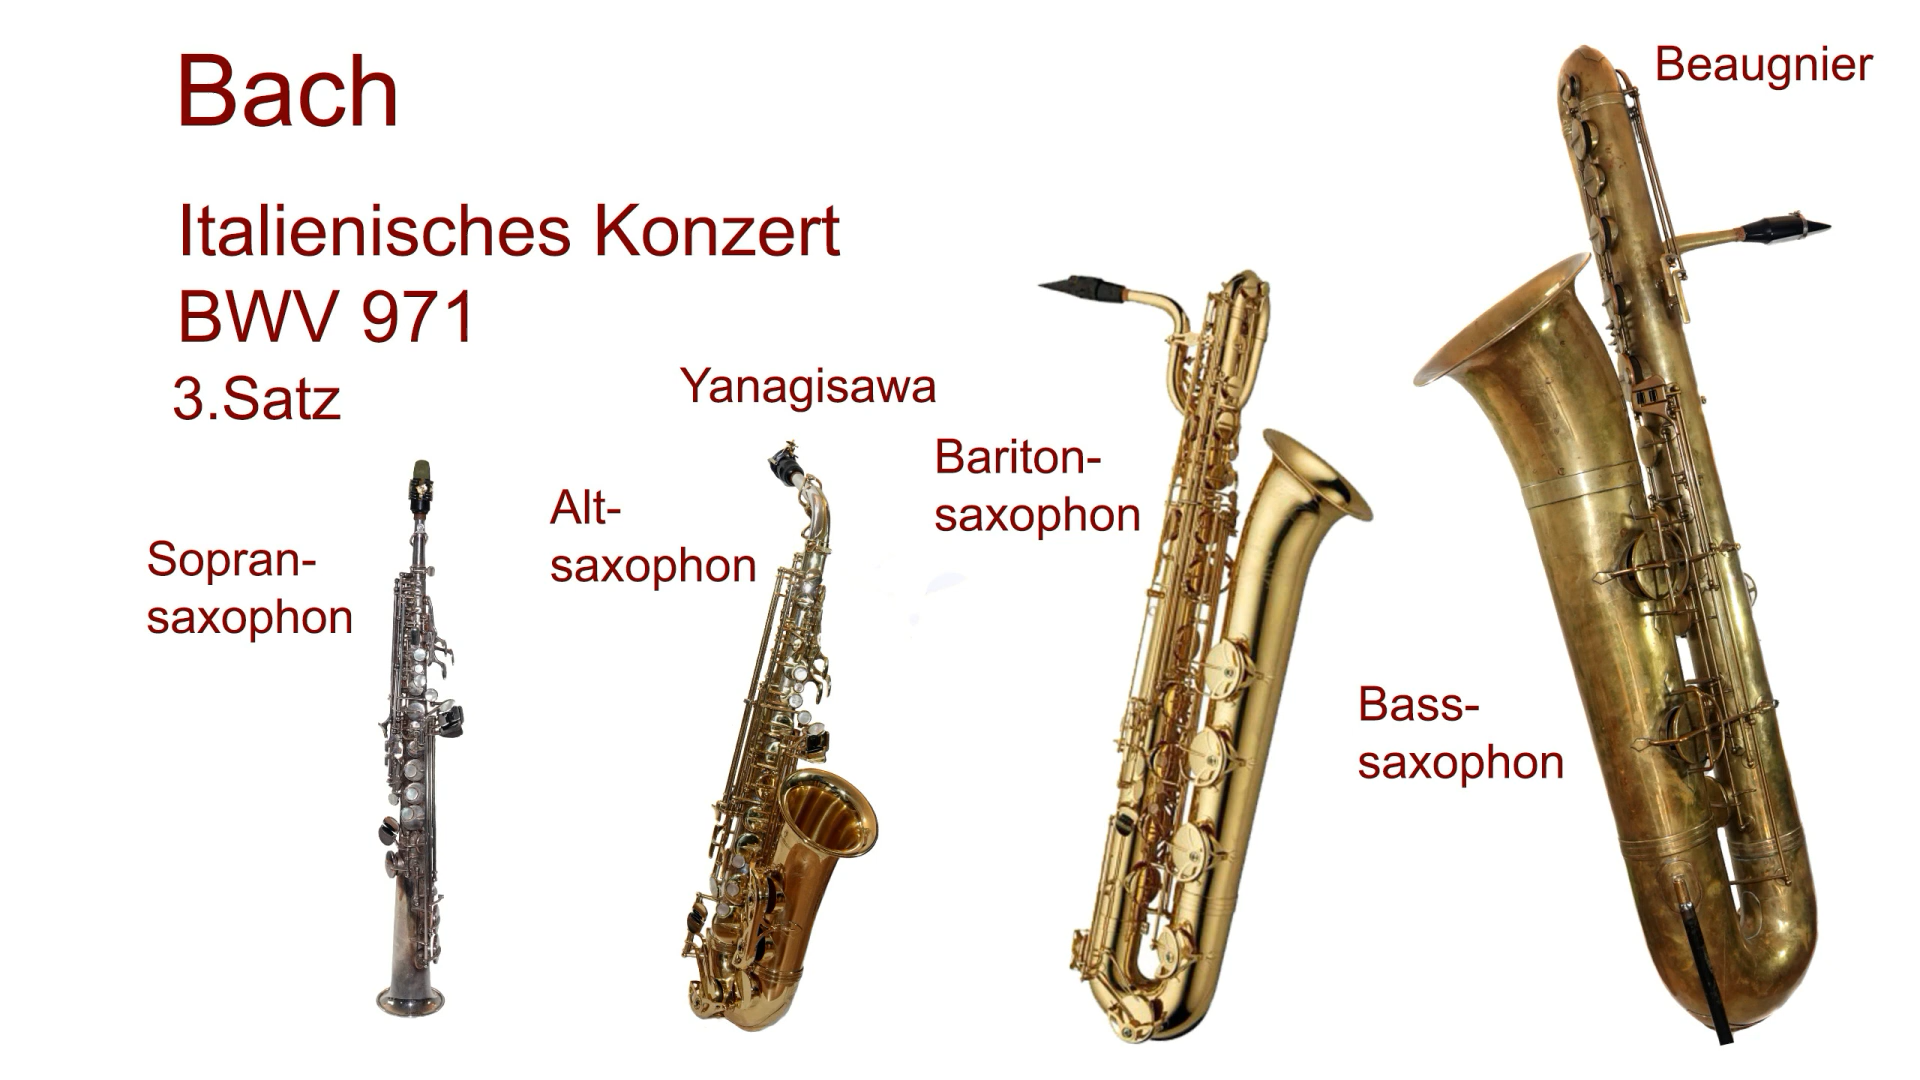 Bach
Italienisches Konzert
BWV 971
3.Satz
Sopran-
saxophon
Alt-
saxophon
Yanagisawa
Bariton-
saxophon
Bass-
saxophon
Beaugnier